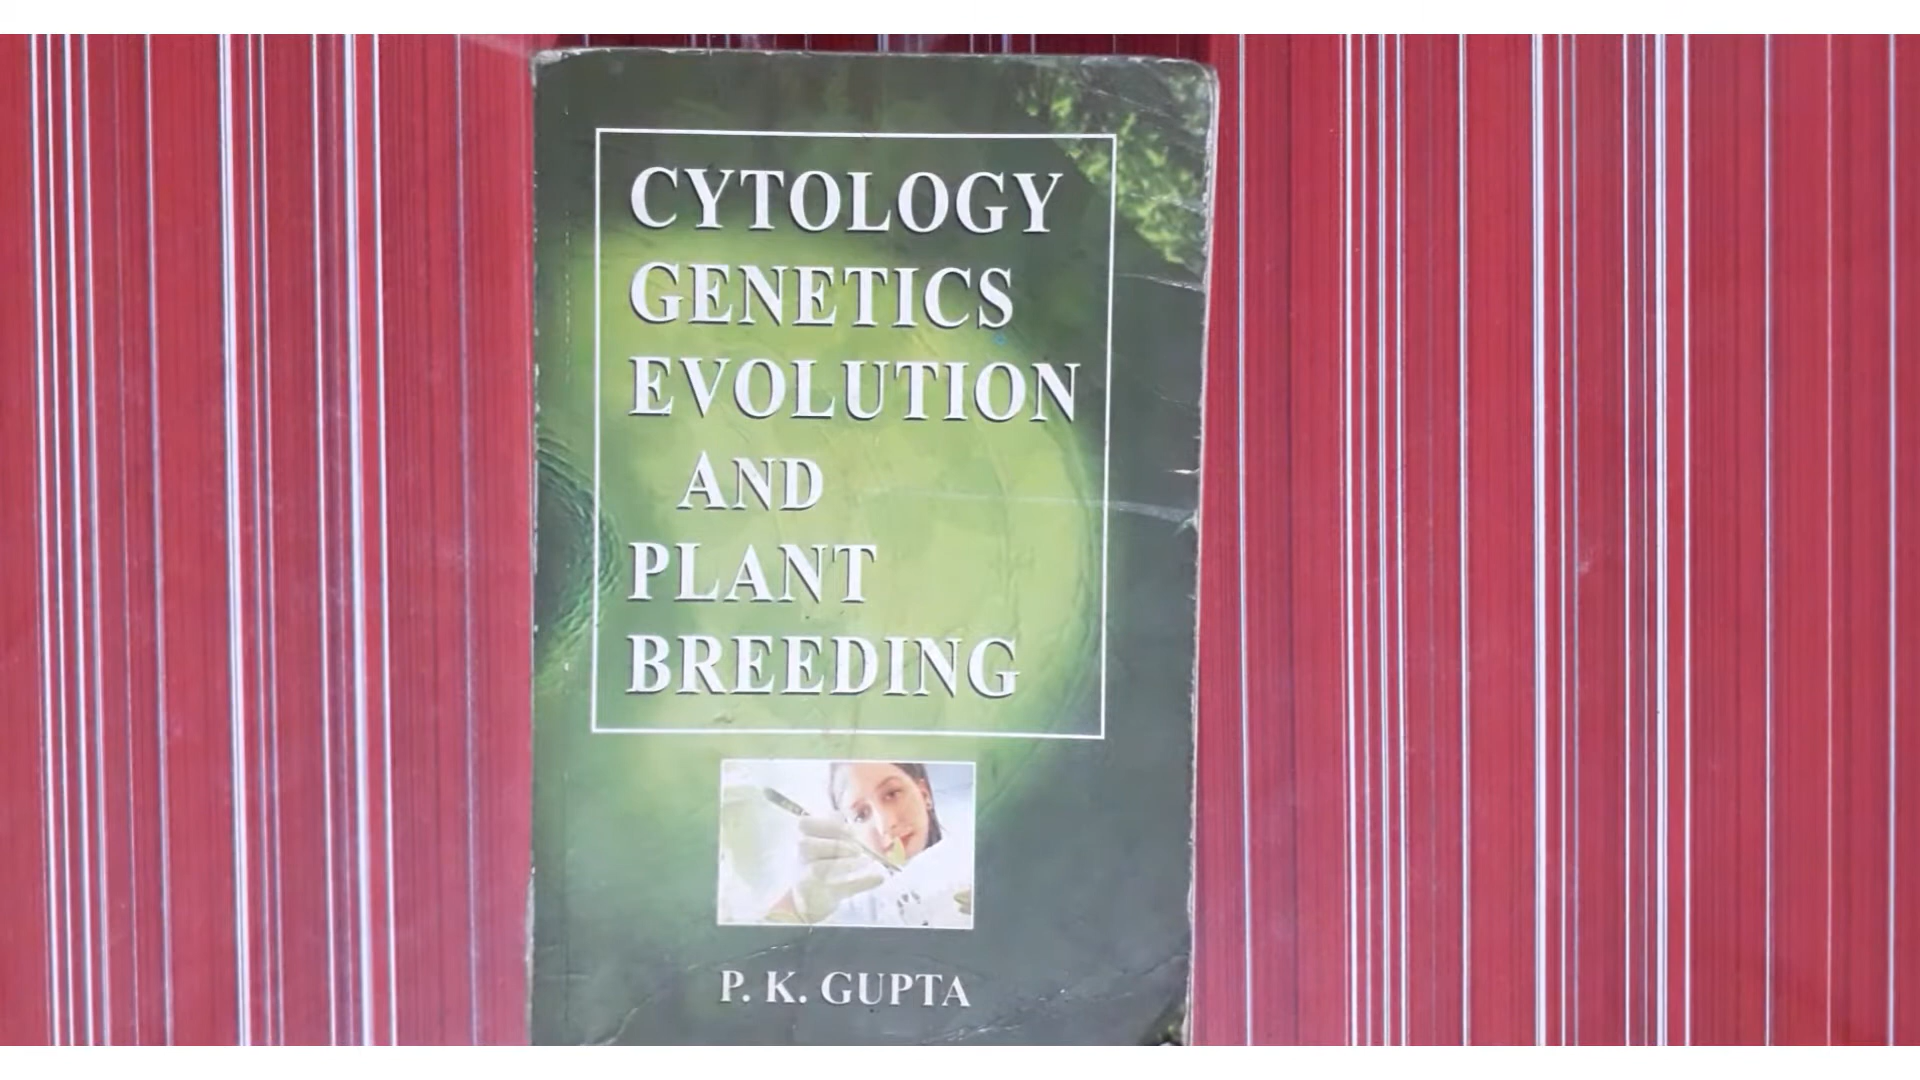 CYTOLOGY
GENETICS
EVOLUTION
AND
PLANT
BREEDING
P. K. GUPTA